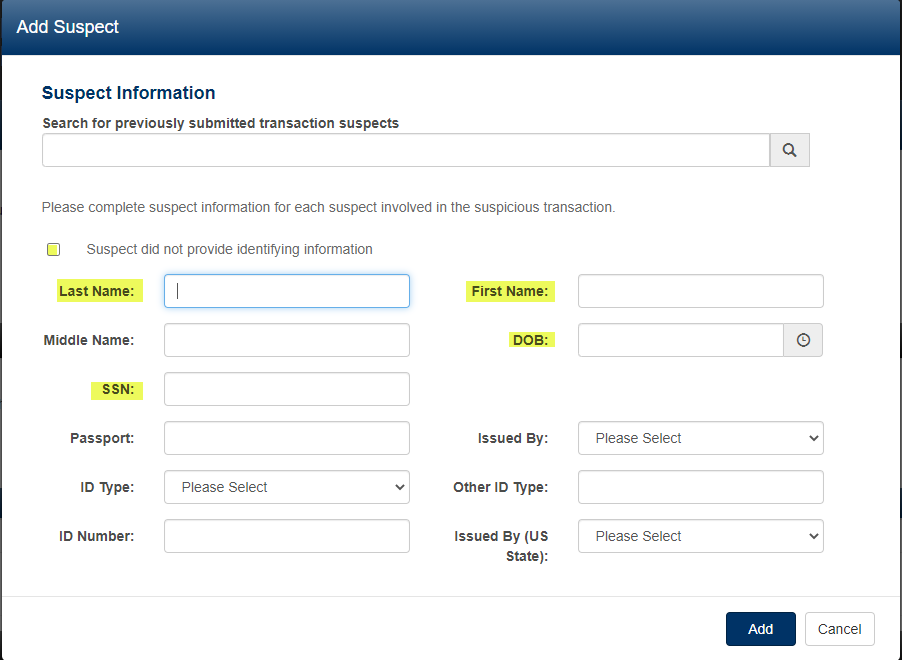 Add Suspect
Suspect Information
Search for previously submitted transaction suspects
Please complete suspect information for each suspect involved in the suspicious transaction.
Suspect did not provide identifying information
Last Name:
First Name:
Middle Name:
DOB:
SSN:
Passport:
Issued By: Please Select
ID Type: Please Select
Other ID Type:
ID Number:
Issued By (US
State): Please Select
Add Cancel